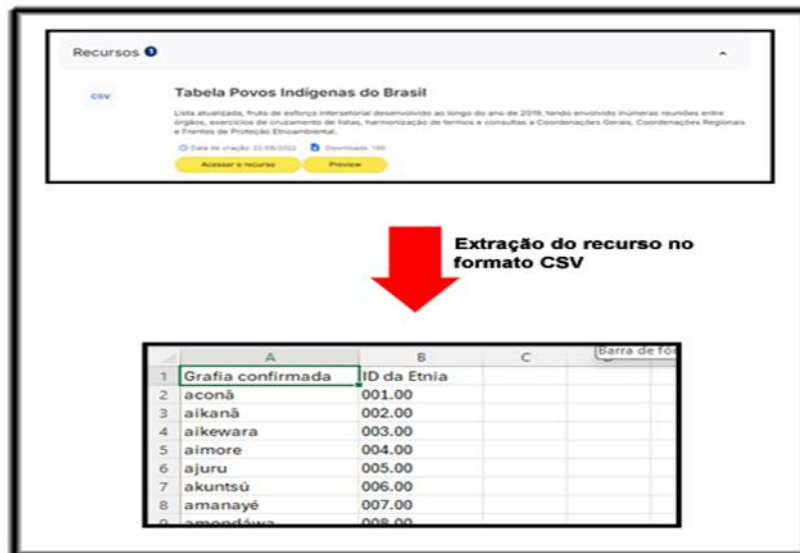 Recursos 1
CSV
Tabela Povos Indígenas do Brasil
Lista atualizada, fruto de esforço intersetorial desenvolvido ao longo do ano de 2019, tendo envolvido inúmeras reuniões entre
órgãos, exercícios de cruzamento de listas, harmonização de termos e consultas a Coordenações Gerais, Coordenações Regionais
e Frentes de Proteção Etnoambiental.
Data de criação: 22/06/2022 Downloads: 195
Acessar o recurso Preview
Extração do recurso no
formato CSV
Barra de fó
A B C
1 Grafia confirmada ID da Etnia
2 aconã 001.00
3 aikanã 002.00
4 aikewara 003.00
5 aimore 004.00
6 ajuru 005.00
7 akuntsú 006.00
8 amanayé 007.00
9 amondáwa 008.00